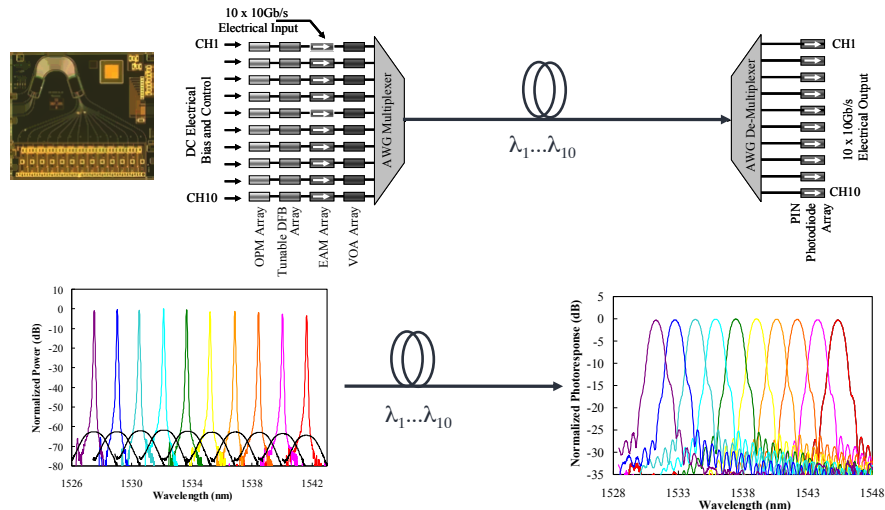 10 x 10Gb/s
Electrical Input
CH1
CH10
DC Electrical
Bias and Control
OPM Array
Tunable DFB
Array
EAM Array
VOA Array
AWG Multiplexer
λ1...λ10
AWG De-Multiplexer
CH1
CH10
10 x 10Gb/s
Electrical Output
PIN
Photodiode
Array
Normalized Power (dB)
10
0
-10
-20
-30
-40
-50
-60
-70
-80
1526
1530
1534
1538
1542
Wavelength (nm)
λ1...λ10
Normalized Photoresponse (dB)
5
0
-5
-10
-15
-20
-25
-30
-35
1528
1533
1538
1543
1548
Wavelength (nm)